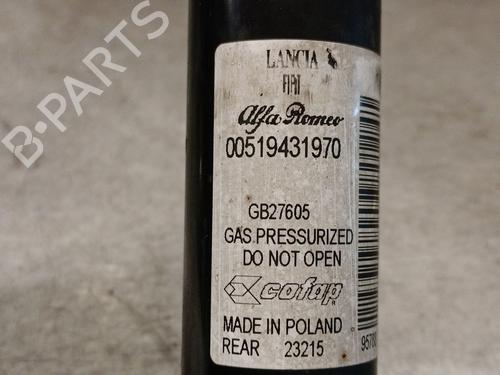 B-PARTS
LANCIA
FIAT
Alfa Romeo
00519431970
GB27605
GAS PRESSURIZED
DO NOT OPEN
cofap
MADE IN POLAND
REAR 23215